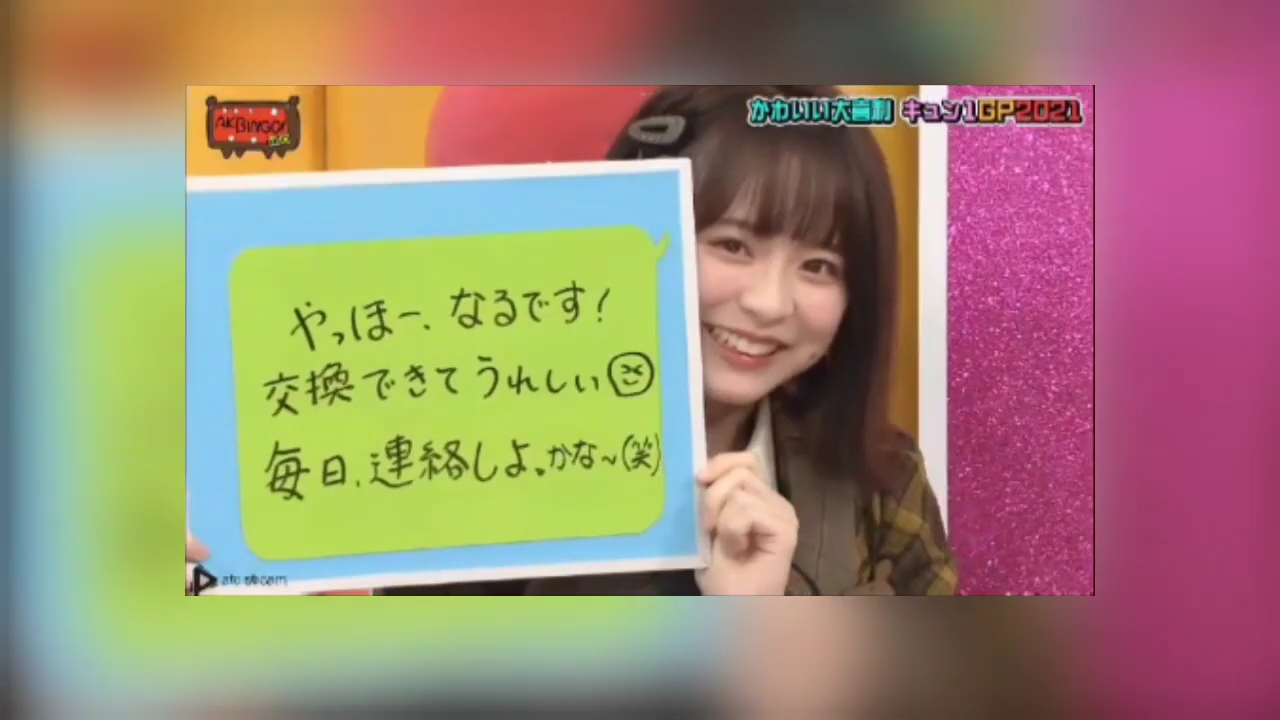 AKBINGO!
かわいい大喜利 キュン1GP2021
やっほー、なるです!
交換できてうれしい
毎日、連絡しよ。かな～(笑)